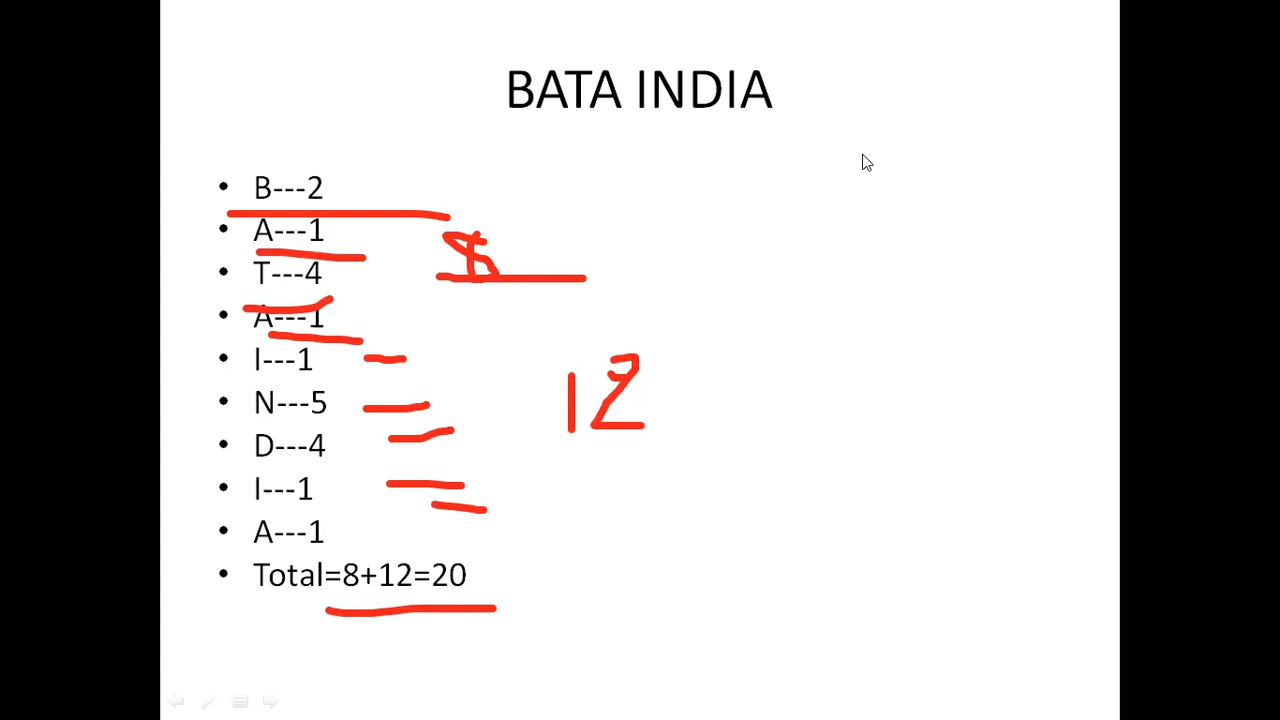 BATA INDIA
• B---2
• A---1
8
• T---4
• A---1
• I---1
12
• N---5
• D---4
• I---1
• A---1
• Total=8+12=20